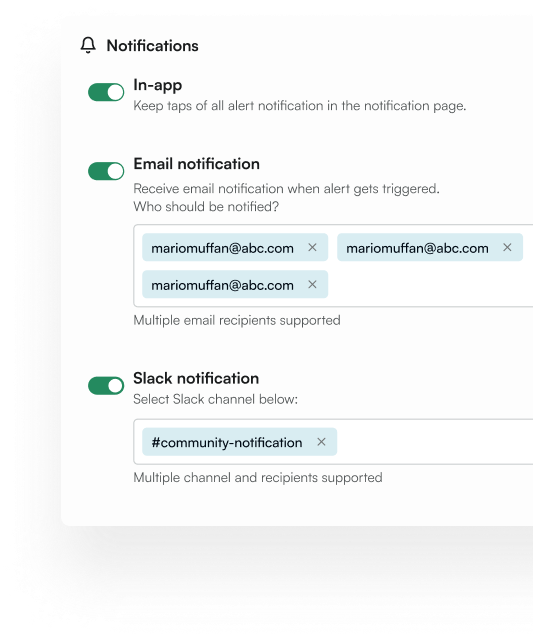 Notifications
In-app
Keep taps of all alert notification in the notification page.
Email notification
Receive email notification when alert gets triggered.
Who should be notified?
mariomuffan@abc.com mariomuffan@abc.com
mariomuffan@abc.com
Multiple email recipients supported
Slack notification
Select Slack channel below:
#community-notification
Multiple channel and recipients supported